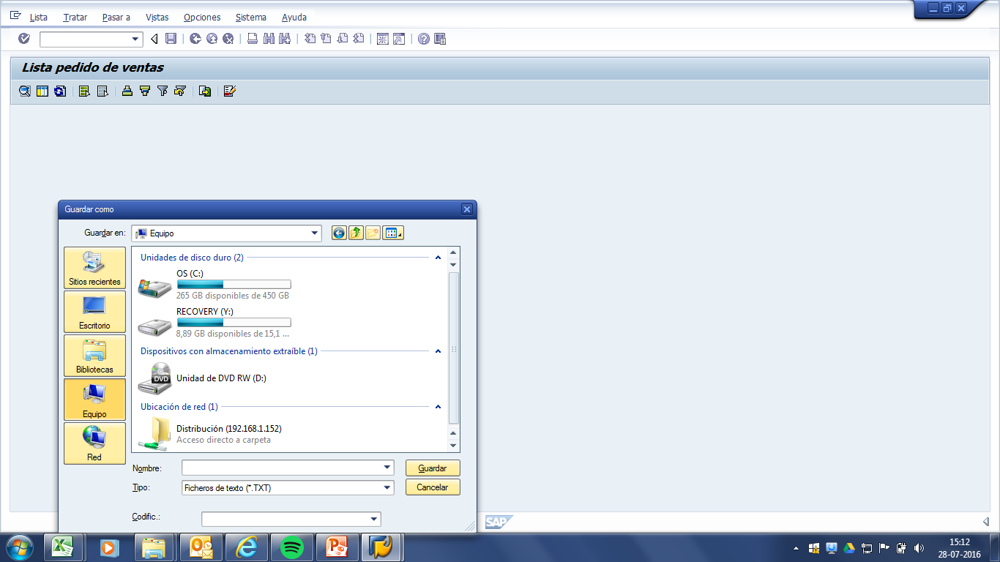 Lista Tratar Pasar a Vistas Opciones Sistema Ayuda
Lista pedido de ventas
Guardar como
Guardar en: Equipo
Unidades de disco duro (2)
OS (C:)
265 GB disponibles de 450 GB
RECOVERY (Y:)
8,89 GB disponibles de 15,1 ...
Dispositivos con almacenamiento extraíble (1)
DVD
Unidad de DVD RW (D:)
Ubicación de red (1)
Distribución (192.168.1.152)
Acceso directo a carpeta
Sitios recientes
Escritorio
Bibliotecas
Equipo
Red
Nombre:
Guardar
Tipo: Ficheros de texto (*.TXT)
Cancelar
Codific.:
SAP
15:12
28-07-2016